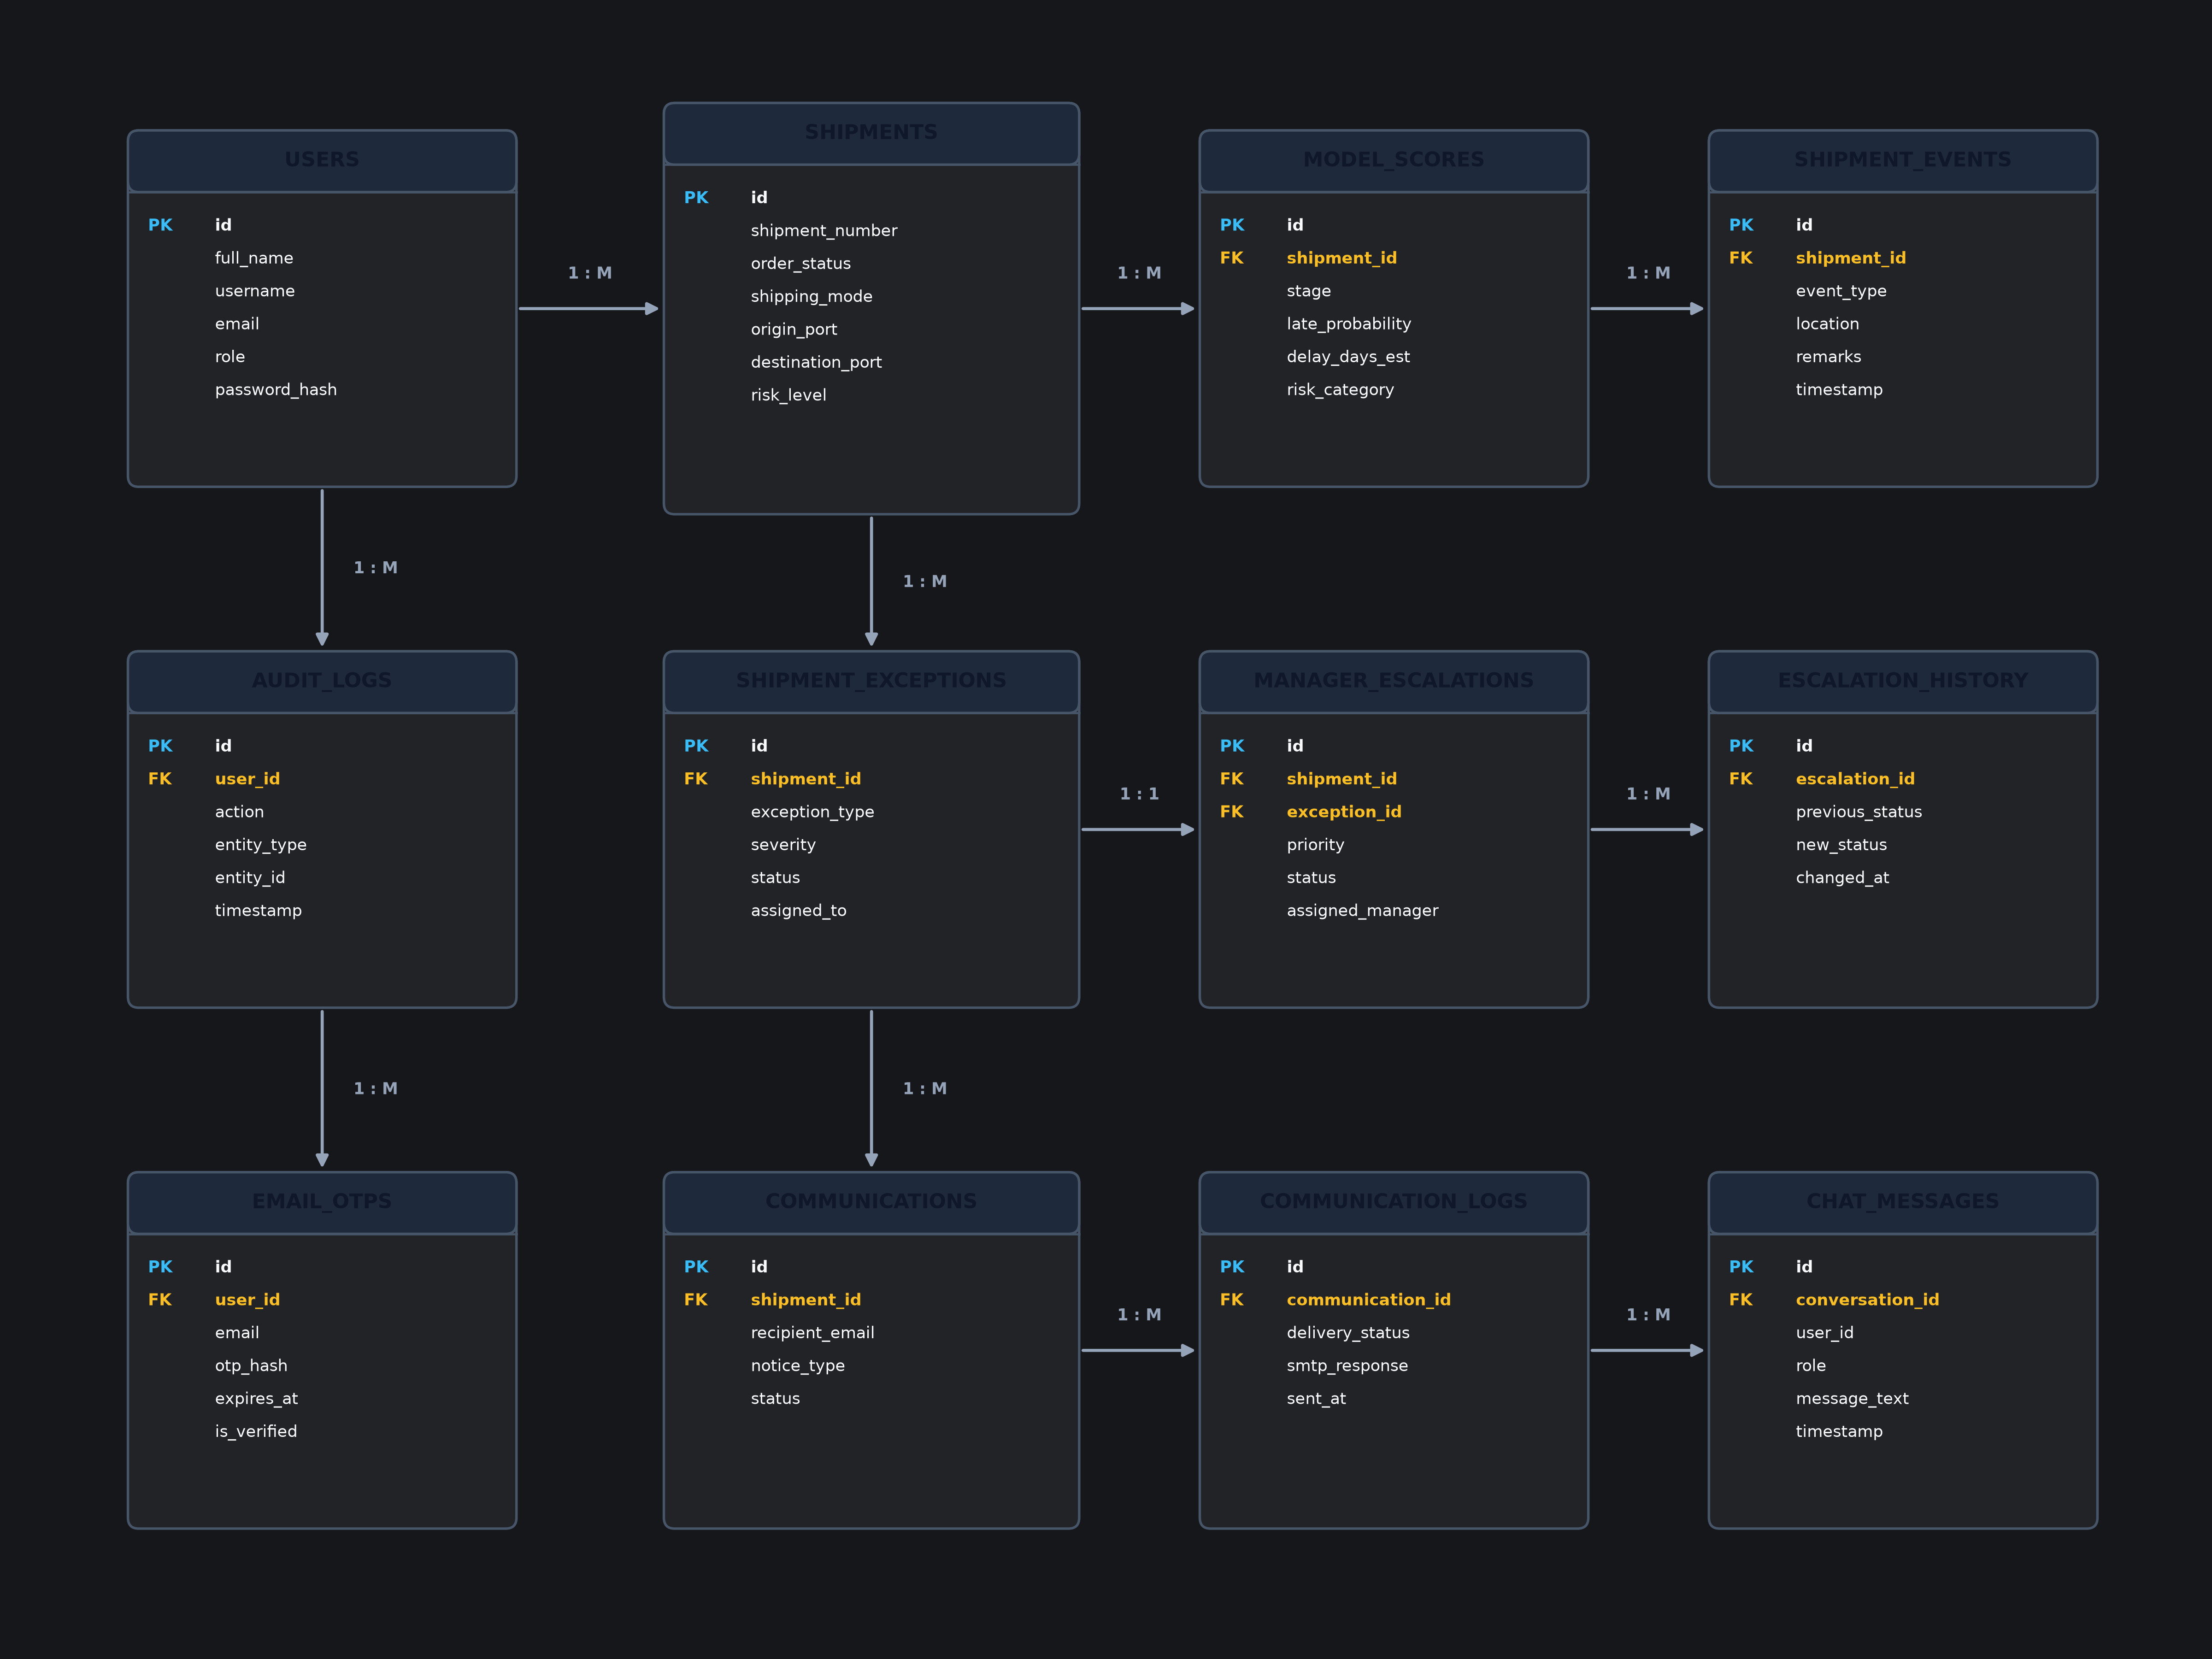 USERS
PK id
full_name
username
email
role
password_hash
1 : M
SHIPMENTS
PK id
shipment_number
order_status
shipping_mode
origin_port
destination_port
risk_level
1 : M
MODEL_SCORES
PK id
FK shipment_id
stage
late_probability
delay_days_est
risk_category
1 : M
SHIPMENT_EVENTS
PK id
FK shipment_id
event_type
location
remarks
timestamp
1 : M
1 : M
AUDIT_LOGS
PK id
FK user_id
action
entity_type
entity_id
timestamp
SHIPMENT_EXCEPTIONS
PK id
FK shipment_id
exception_type
severity
status
assigned_to
1 : 1
MANAGER_ESCALATIONS
PK id
FK shipment_id
FK exception_id
priority
status
assigned_manager
1 : M
ESCALATION_HISTORY
PK id
FK escalation_id
previous_status
new_status
changed_at
1 : M
1 : M
EMAIL_OTPS
PK id
FK user_id
email
otp_hash
expires_at
is_verified
COMMUNICATIONS
PK id
FK shipment_id
recipient_email
notice_type
status
1 : M
COMMUNICATION_LOGS
PK id
FK communication_id
delivery_status
smtp_response
sent_at
1 : M
CHAT_MESSAGES
PK id
FK conversation_id
user_id
role
message_text
timestamp